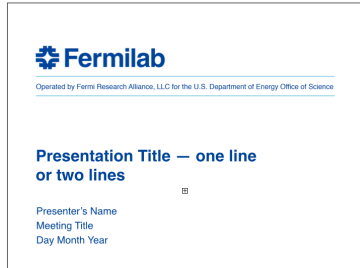 Fermilab
Operated by Fermi Research Alliance, LLC for the U.S. Department of Energy Office of Science
Presentation Title — one line
or two lines
Presenter's Name
Meeting Title
Day Month Year